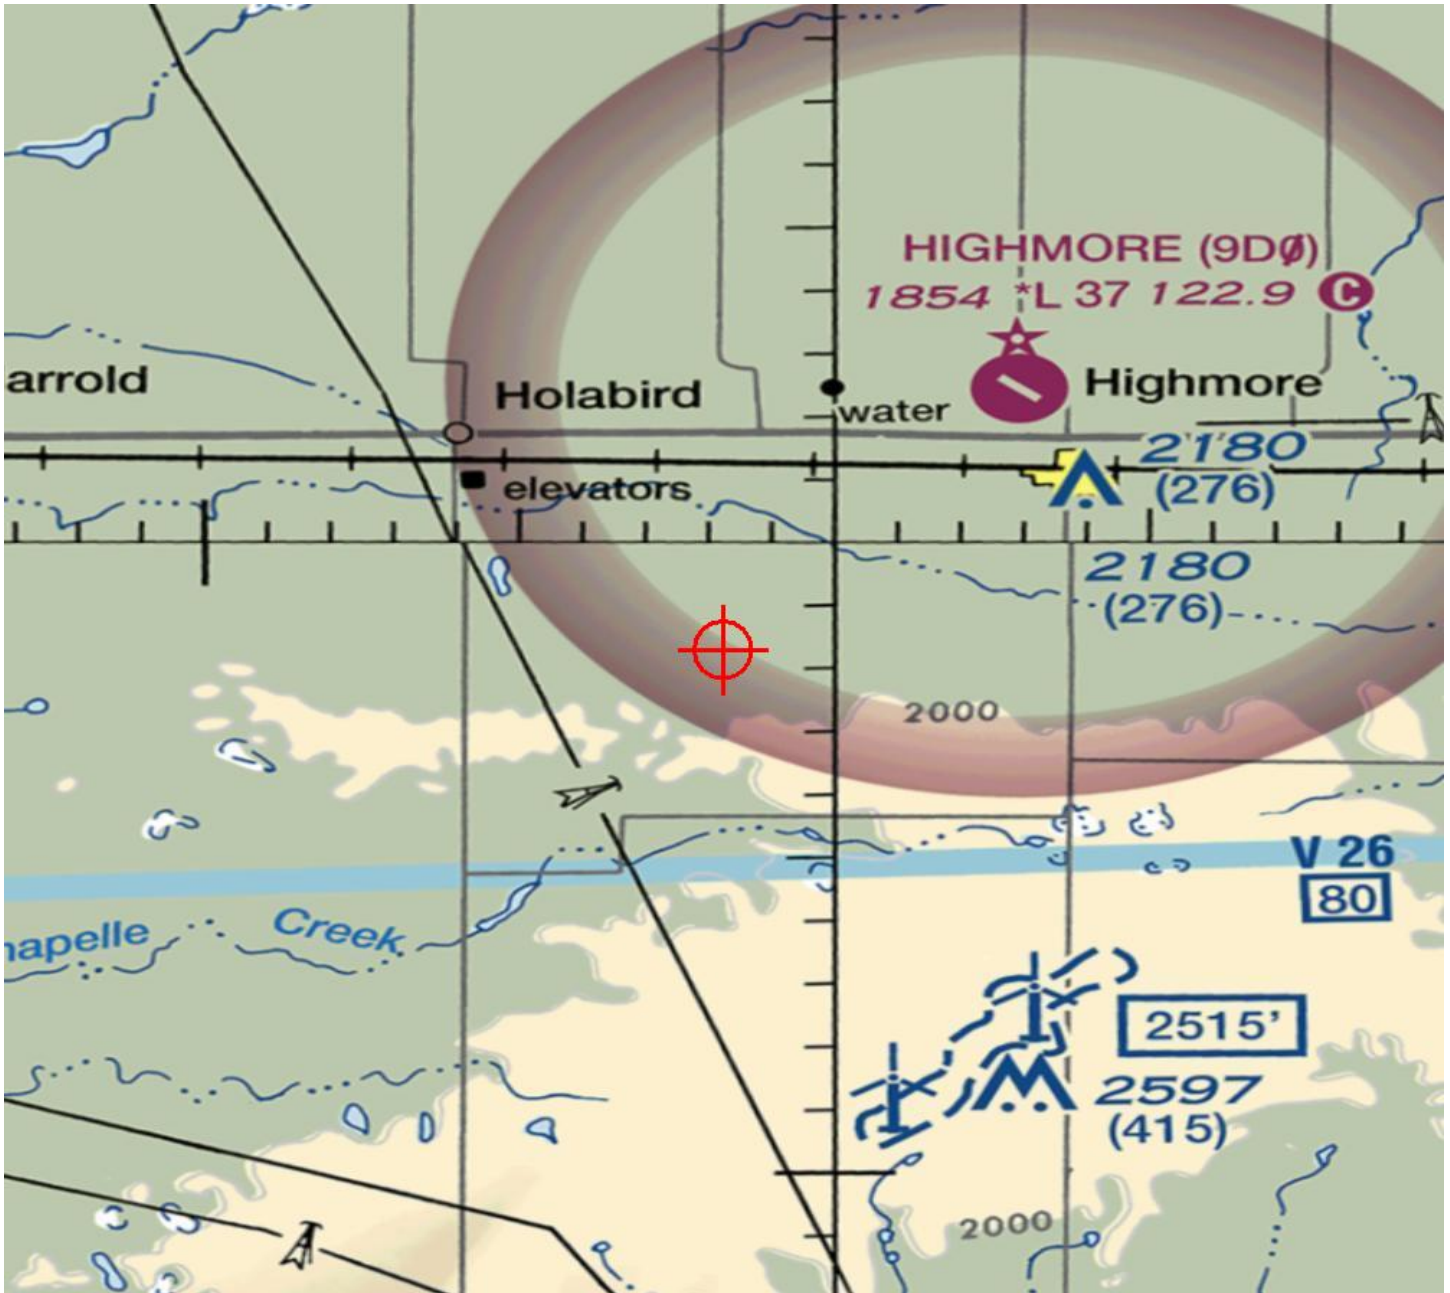 HIGHMORE (9DØ)
1854 *L 37 122.9 C
arrold
Holabird
Highmore
water
2180
(276)
elevators
2180
(276)
2000
V 26
80
hapelle Creek
2515’
2597
(415)
2000